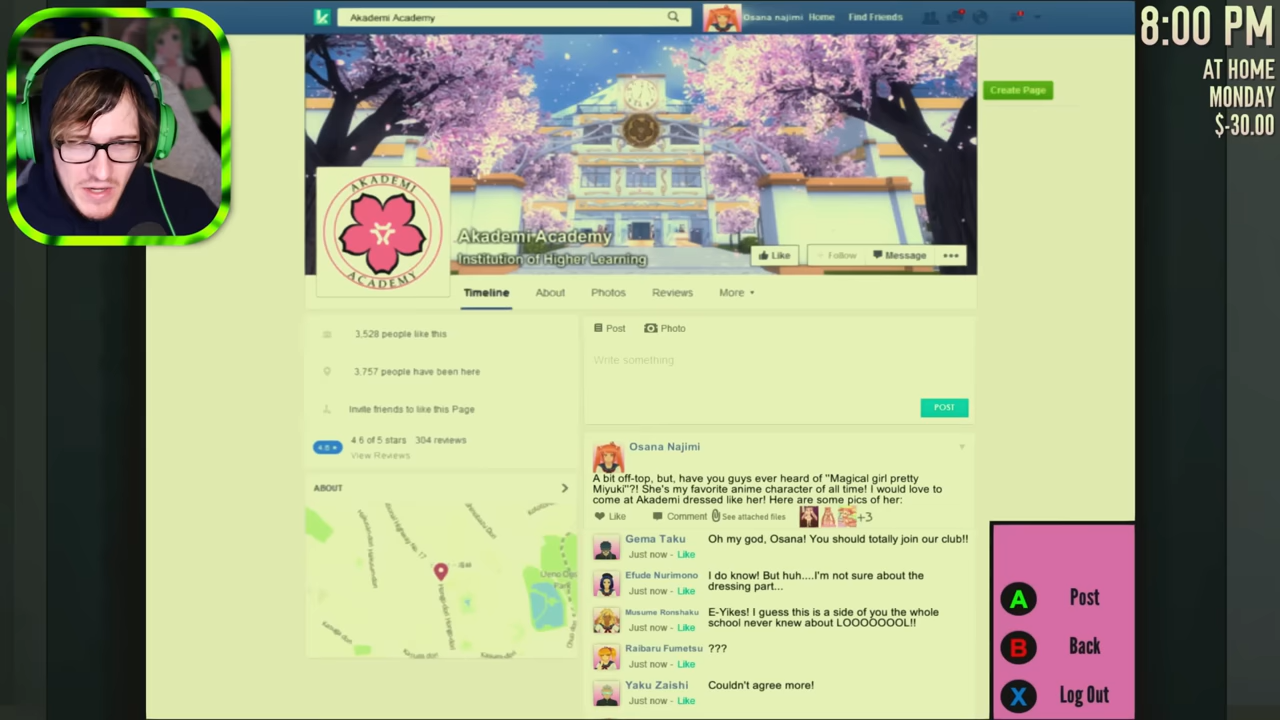 8:00 PM
AT HOME
MONDAY
$-30.00
Akademi Academy
Osana najimi Home Find Friends
Create Page
AKADEMI ACADEMY
Akademi Academy
Institution of Higher Learning
Like Follow Message
Timeline About Photos Reviews More
3,528 people like this
3,757 people have been here
Invite friends to like this Page
4.6 of 5 stars 304 reviews
View Reviews
ABOUT
Post Photo
Write something
POST
Osana Najimi
A bit off-top, but, have you guys ever heard of "Magical girl pretty
Miyuki"?! She's my favorite anime character of all time! I would love to
come at Akademi dressed like her! Here are some pics of her:
Like Comment See attached files +3
Gema Taku Oh my god, Osana! You should totally join our club!!
Just now - Like
Efude Nurimono I do know! But huh....I'm not sure about the
dressing part...
Just now - Like
Musume Ronshaku E-Yikes! I guess this is a side of you the whole
school never knew about LOOOOOOOL!!
Just now - Like
Raibaru Fumetsu ???
Just now - Like
Yaku Zaishi Couldn't agree more!
Just now - Like
A Post
B Back
X Log Out